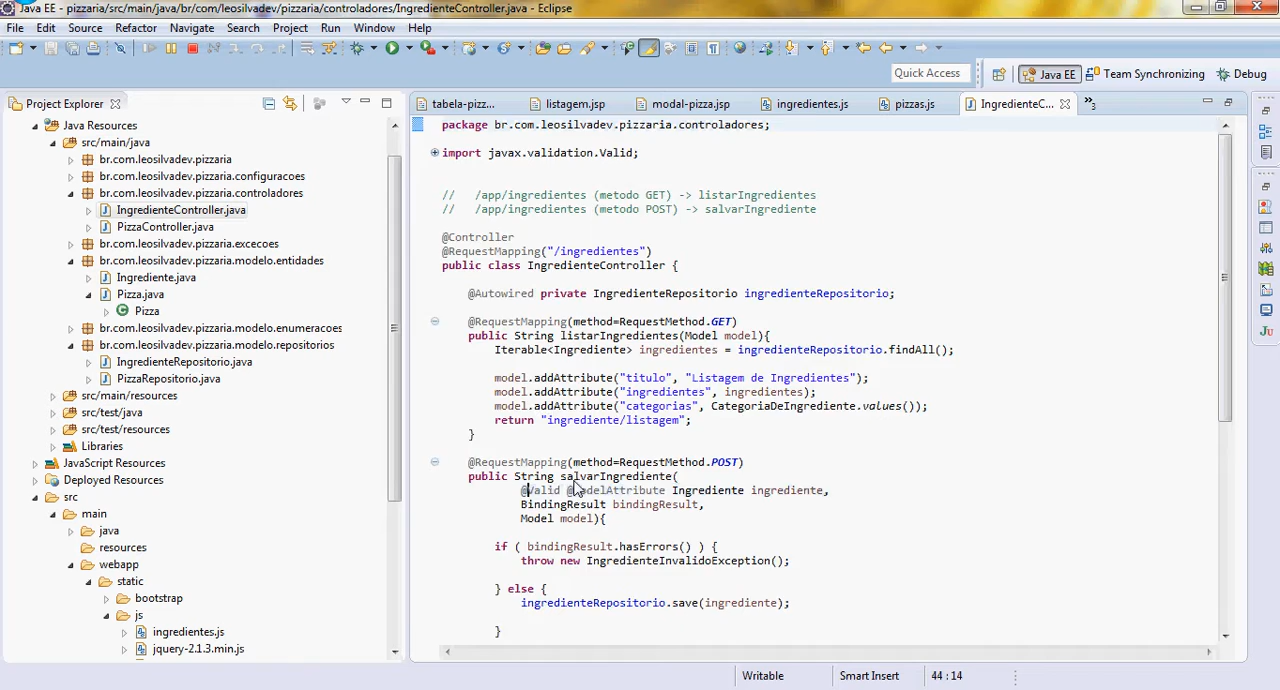 Java EE - pizzaria/src/main/java/br/com/leosilvadev/pizzaria/controladores/IngredienteController.java - Eclipse
File Edit Source Refactor Navigate Search Project Run Window Help
Quick Access Java EE Team Synchronizing Debug
Project Explorer
Java Resources
src/main/java
br.com.leosilvadev.pizzaria
br.com.leosilvadev.pizzaria.configuracoes
br.com.leosilvadev.pizzaria.controladores
IngredienteController.java
PizzaController.java
br.com.leosilvadev.pizzaria.excecoes
br.com.leosilvadev.pizzaria.modelo.entidades
Ingrediente.java
Pizza.java
Pizza
br.com.leosilvadev.pizzaria.modelo.enumeracoes
br.com.leosilvadev.pizzaria.modelo.repositorios
IngredienteRepositorio.java
PizzaRepositorio.java
src/main/resources
src/test/java
src/test/resources
Libraries
JavaScript Resources
Deployed Resources
src
main
java
resources
webapp
static
bootstrap
js
ingredientes.js
jquery-2.1.3.min.js
tabela-pizz... listagem.jsp modal-pizza.jsp ingredientes.js pizzas.js IngredienteC... »3
package br.com.leosilvadev.pizzaria.controladores;
import javax.validation.Valid;
// /app/ingredientes (metodo GET) -> listarIngredientes
// /app/ingredientes (metodo POST) -> salvarIngrediente
@Controller
@RequestMapping("/ingredientes")
public class IngredienteController {
@Autowired private IngredienteRepositorio ingredienteRepositorio;
@RequestMapping(method=RequestMethod.GET)
public String listarIngredientes(Model model){
Iterable<Ingrediente> ingredientes = ingredienteRepositorio.findAll();
model.addAttribute("titulo", "Listagem de Ingredientes");
model.addAttribute("ingredientes", ingredientes);
model.addAttribute("categorias", CategoriaDeIngrediente.values());
return "ingrediente/listagem";
}
@RequestMapping(method=RequestMethod.POST)
public String salvarIngrediente(
@Valid @ModelAttribute Ingrediente ingrediente,
BindingResult bindingResult,
Model model){
if ( bindingResult.hasErrors() ) {
throw new IngredienteInvalidoException();
} else {
ingredienteRepositorio.save(ingrediente);
}
Writable Smart Insert 44 : 14